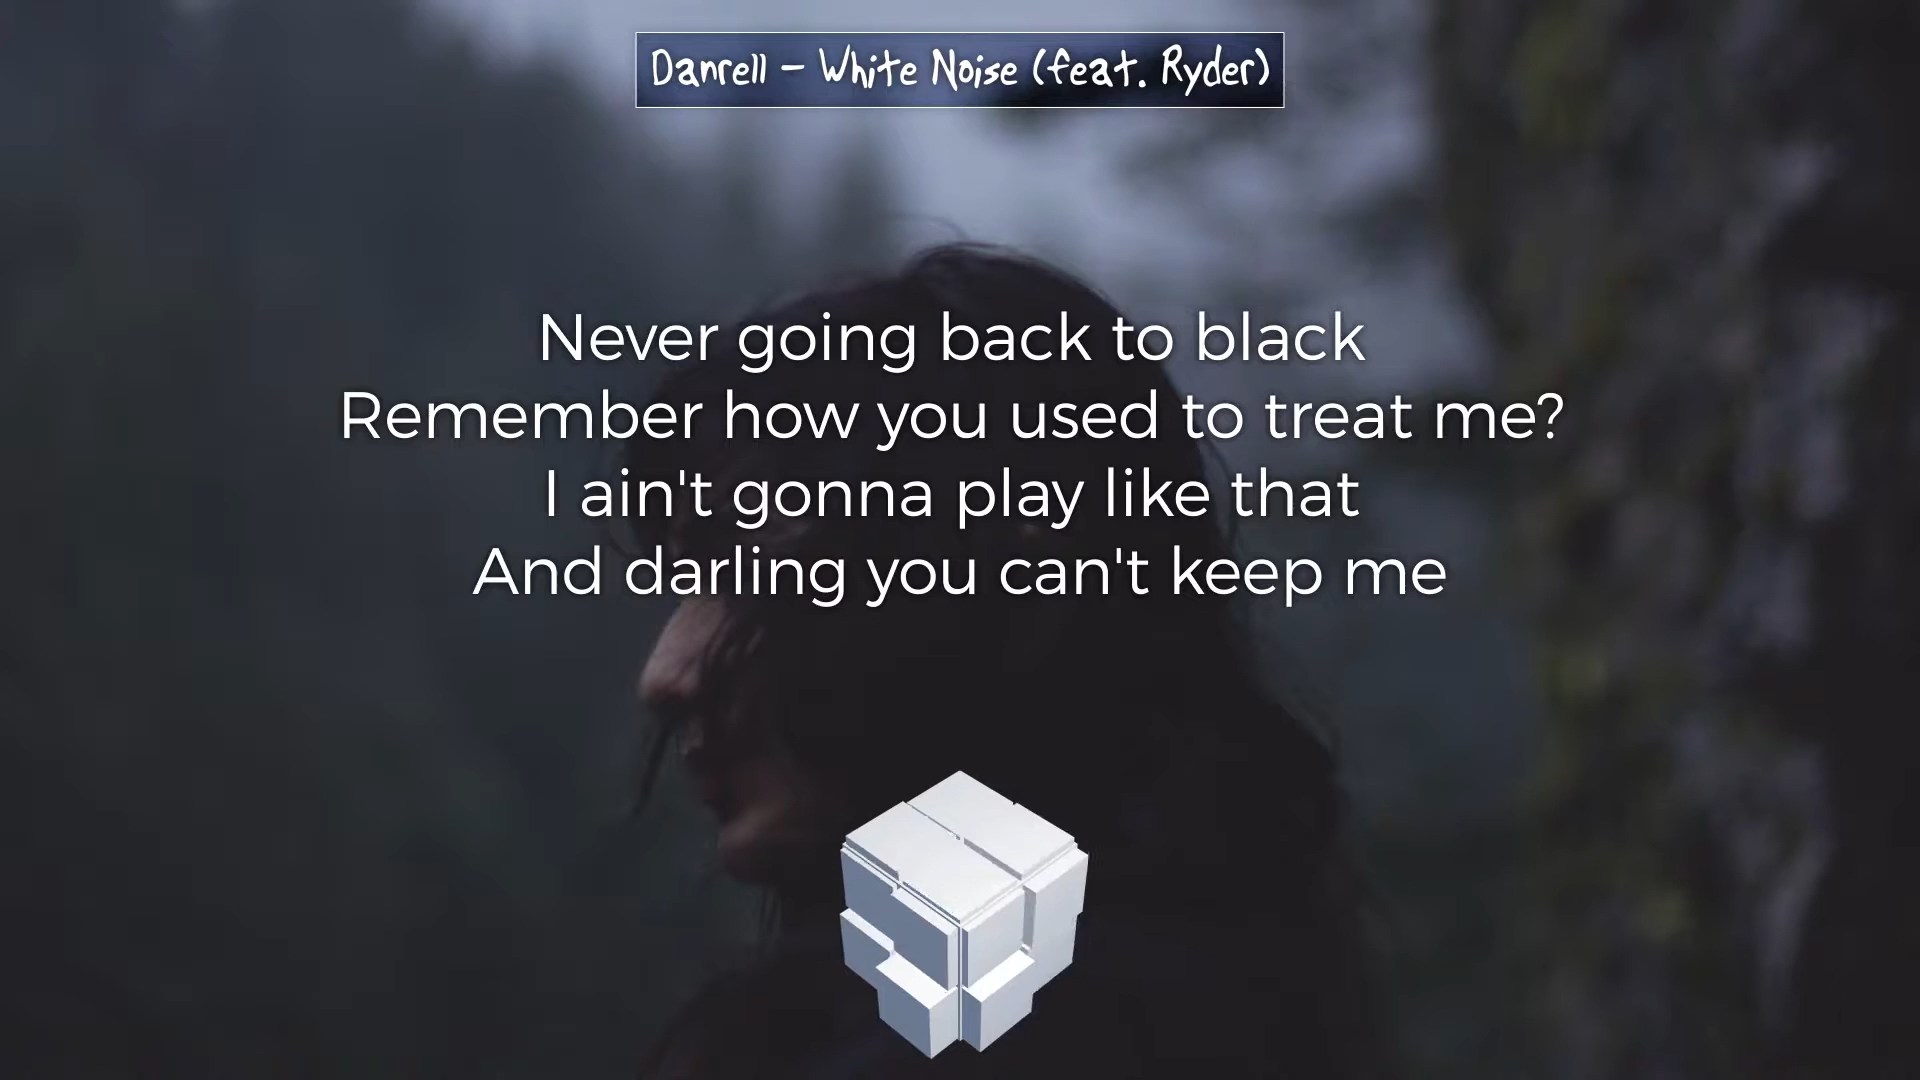 Danrell - White Noise (feat. Ryder)
Never going back to black
Remember how you used to treat me?
I ain't gonna play like that
And darling you can't keep me